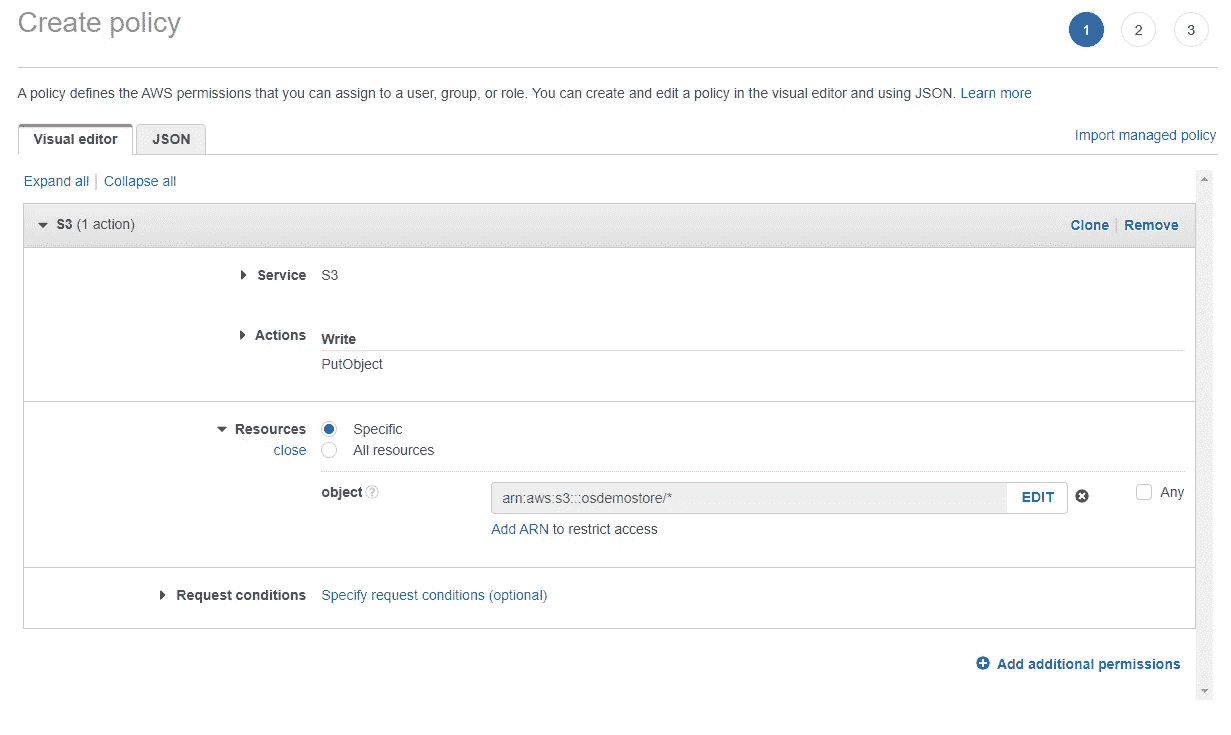 Create policy
1 2 3
A policy defines the AWS permissions that you can assign to a user, group, or role. You can create and edit a policy in the visual editor and using JSON. Learn more
Visual editor JSON Import managed policy
Expand all | Collapse all
S3 (1 action) Clone | Remove
Service S3
Actions Write
PutObject
Resources Specific
close All resources
object ? arn:aws:s3:::osdemostore/* EDIT Any
Add ARN to restrict access
Request conditions Specify request conditions (optional)
Add additional permissions